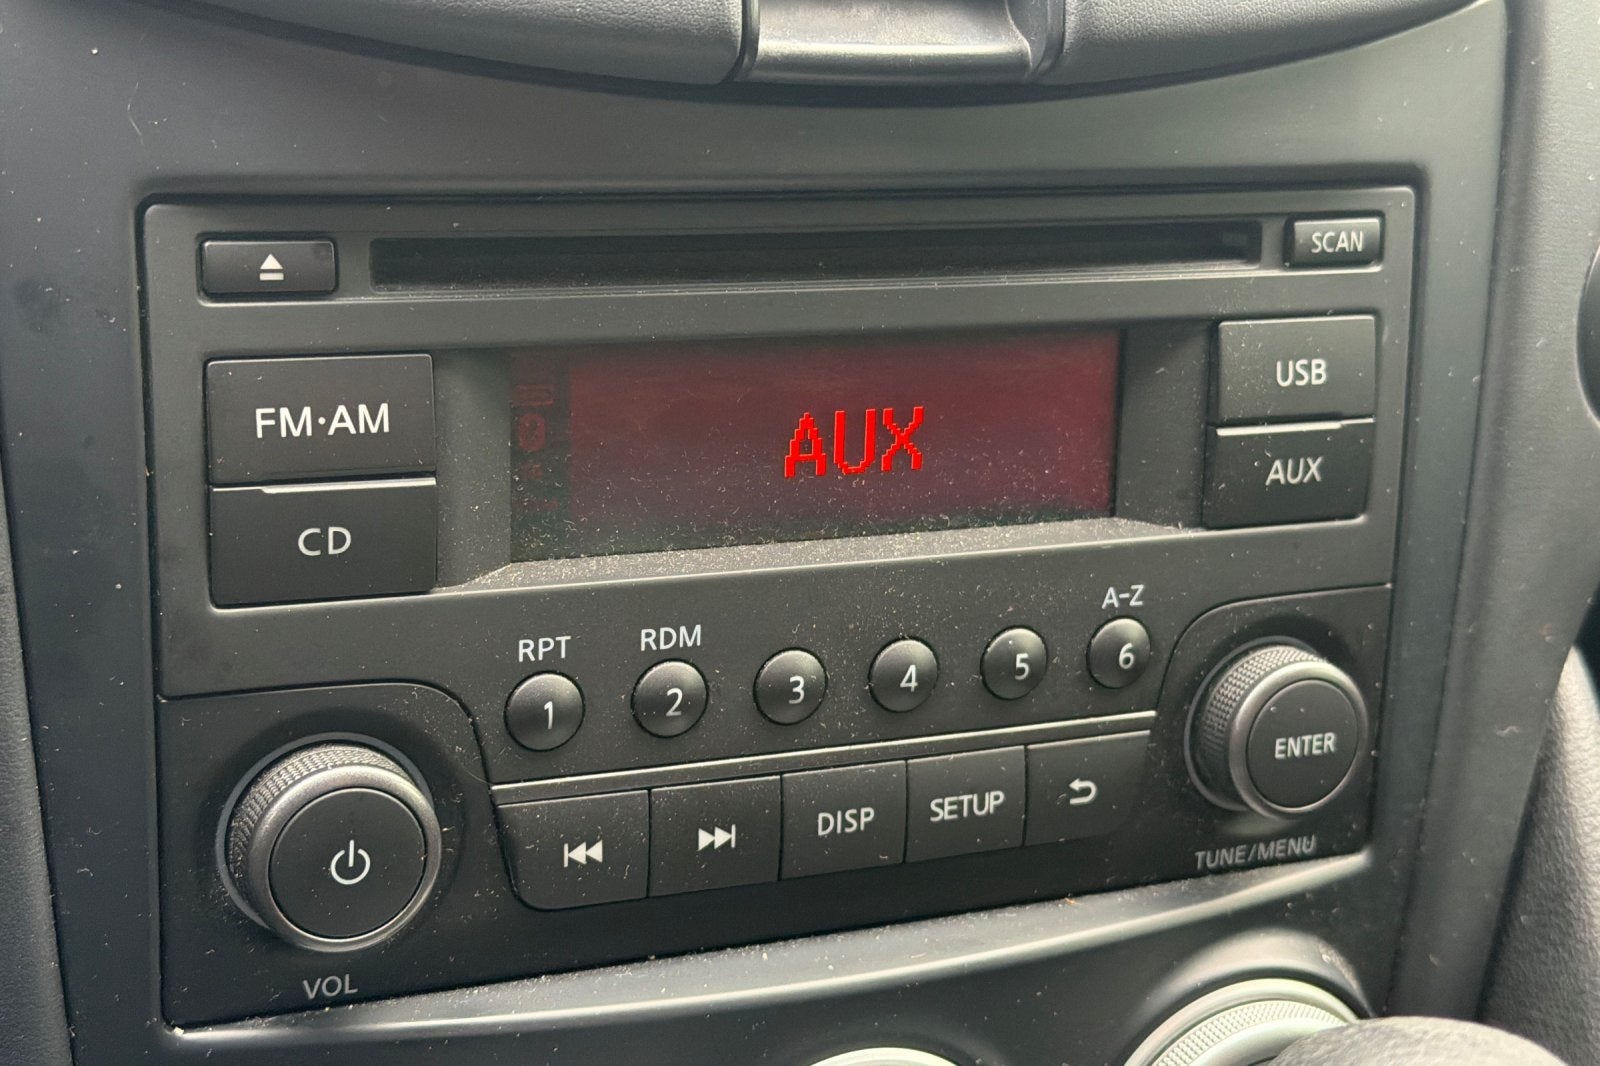 SCAN
FM·AM
AUX
USB
CD
AUX
RPT
RDM
A-Z
1
2
3
4
5
6
DISP
SETUP
ENTER
VOL
TUNE/MENU